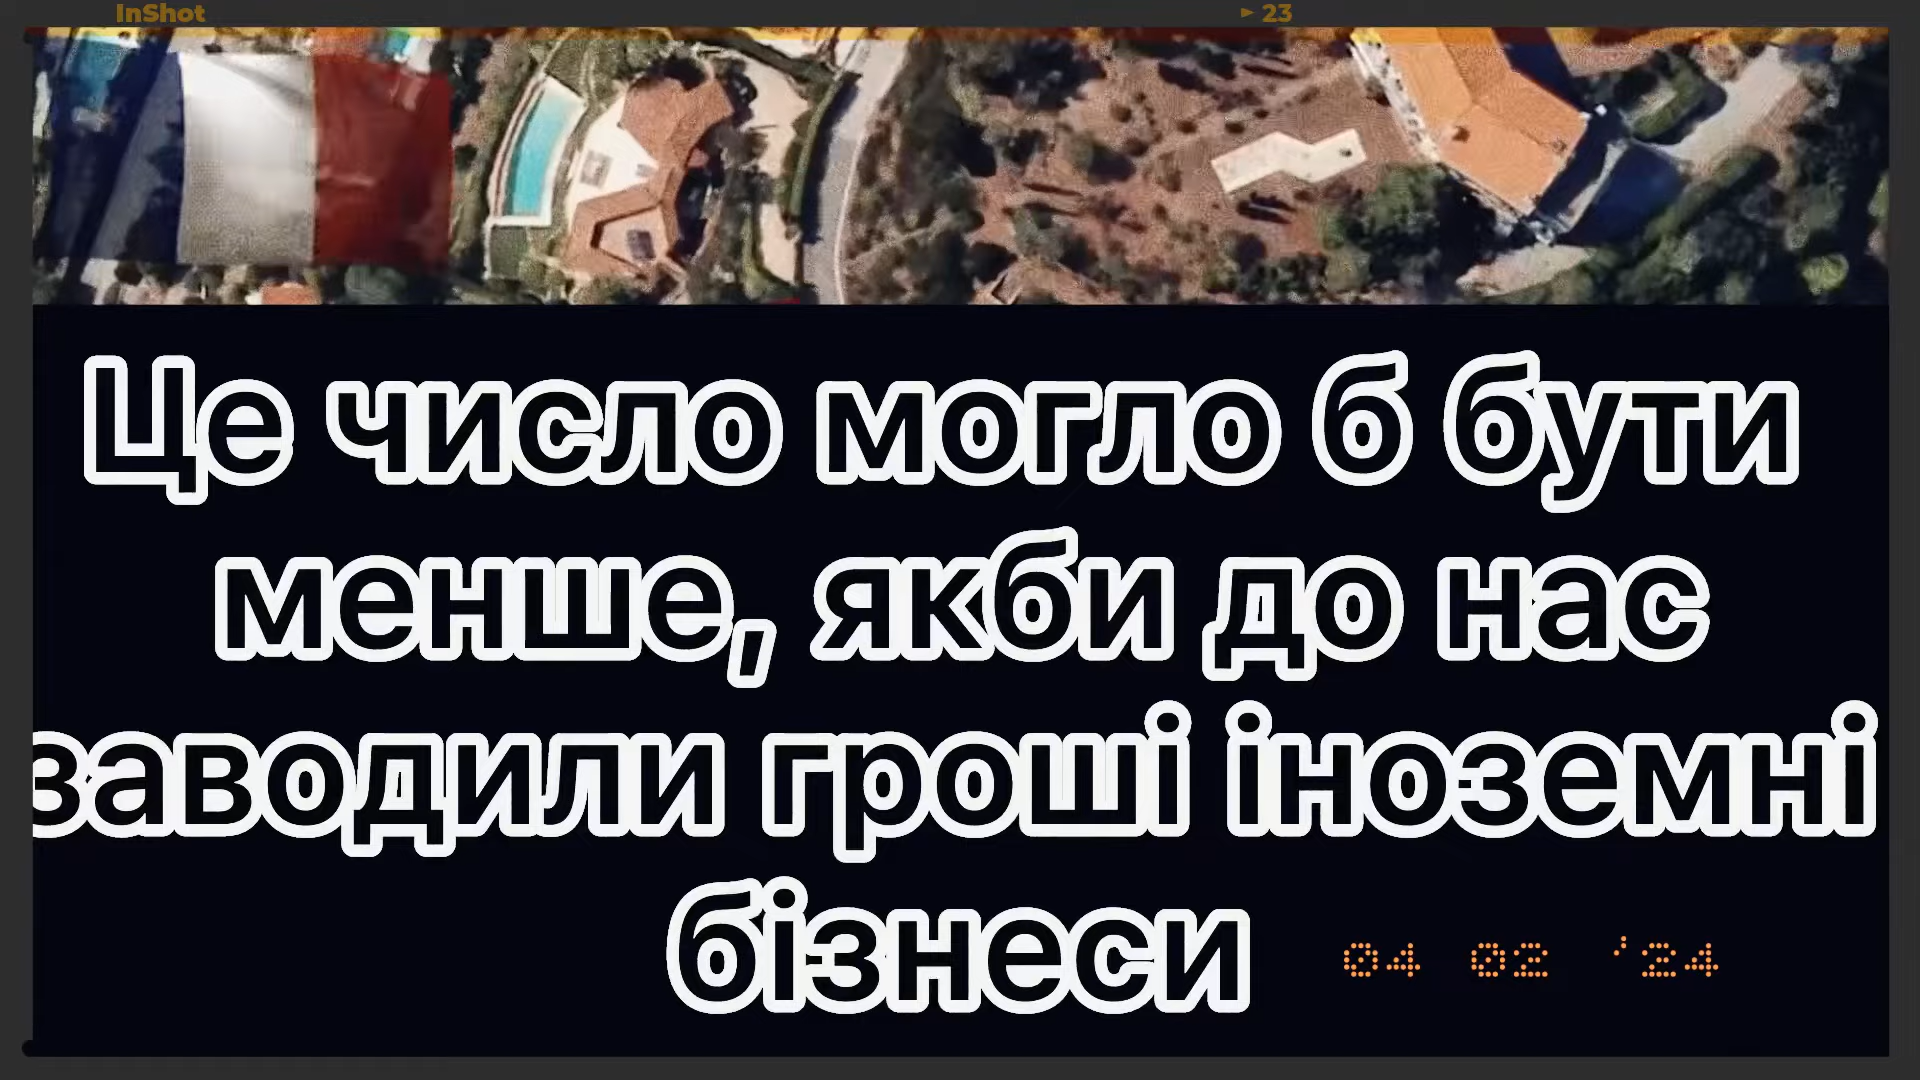 InShot ► 23
Це число могло б бути
менше, якби до нас
заводили гроші іноземні
бізнеси
04 02 '24